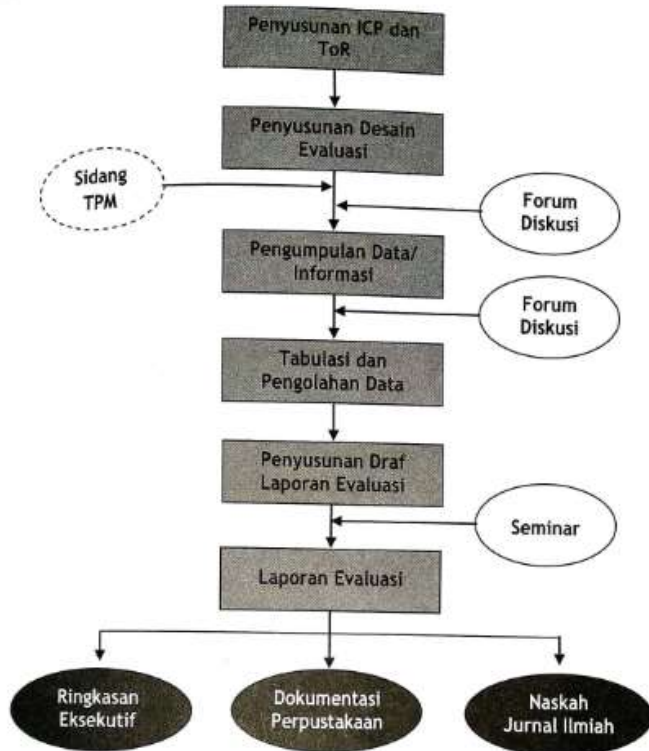 Penyusunan ICP dan
ToR
Penyusunan Desain
Evaluasi
Sidang
TPM
Forum
Diskusi
Pengumpulan Data/
Informasi
Forum
Diskusi
Tabulasi dan
Pengolahan Data
Penyusunan Draf
Laporan Evaluasi
Seminar
Laporan Evaluasi
Ringkasan
Eksekutif
Dokumentasi
Perpustakaan
Naskah
Jurnal Ilmiah